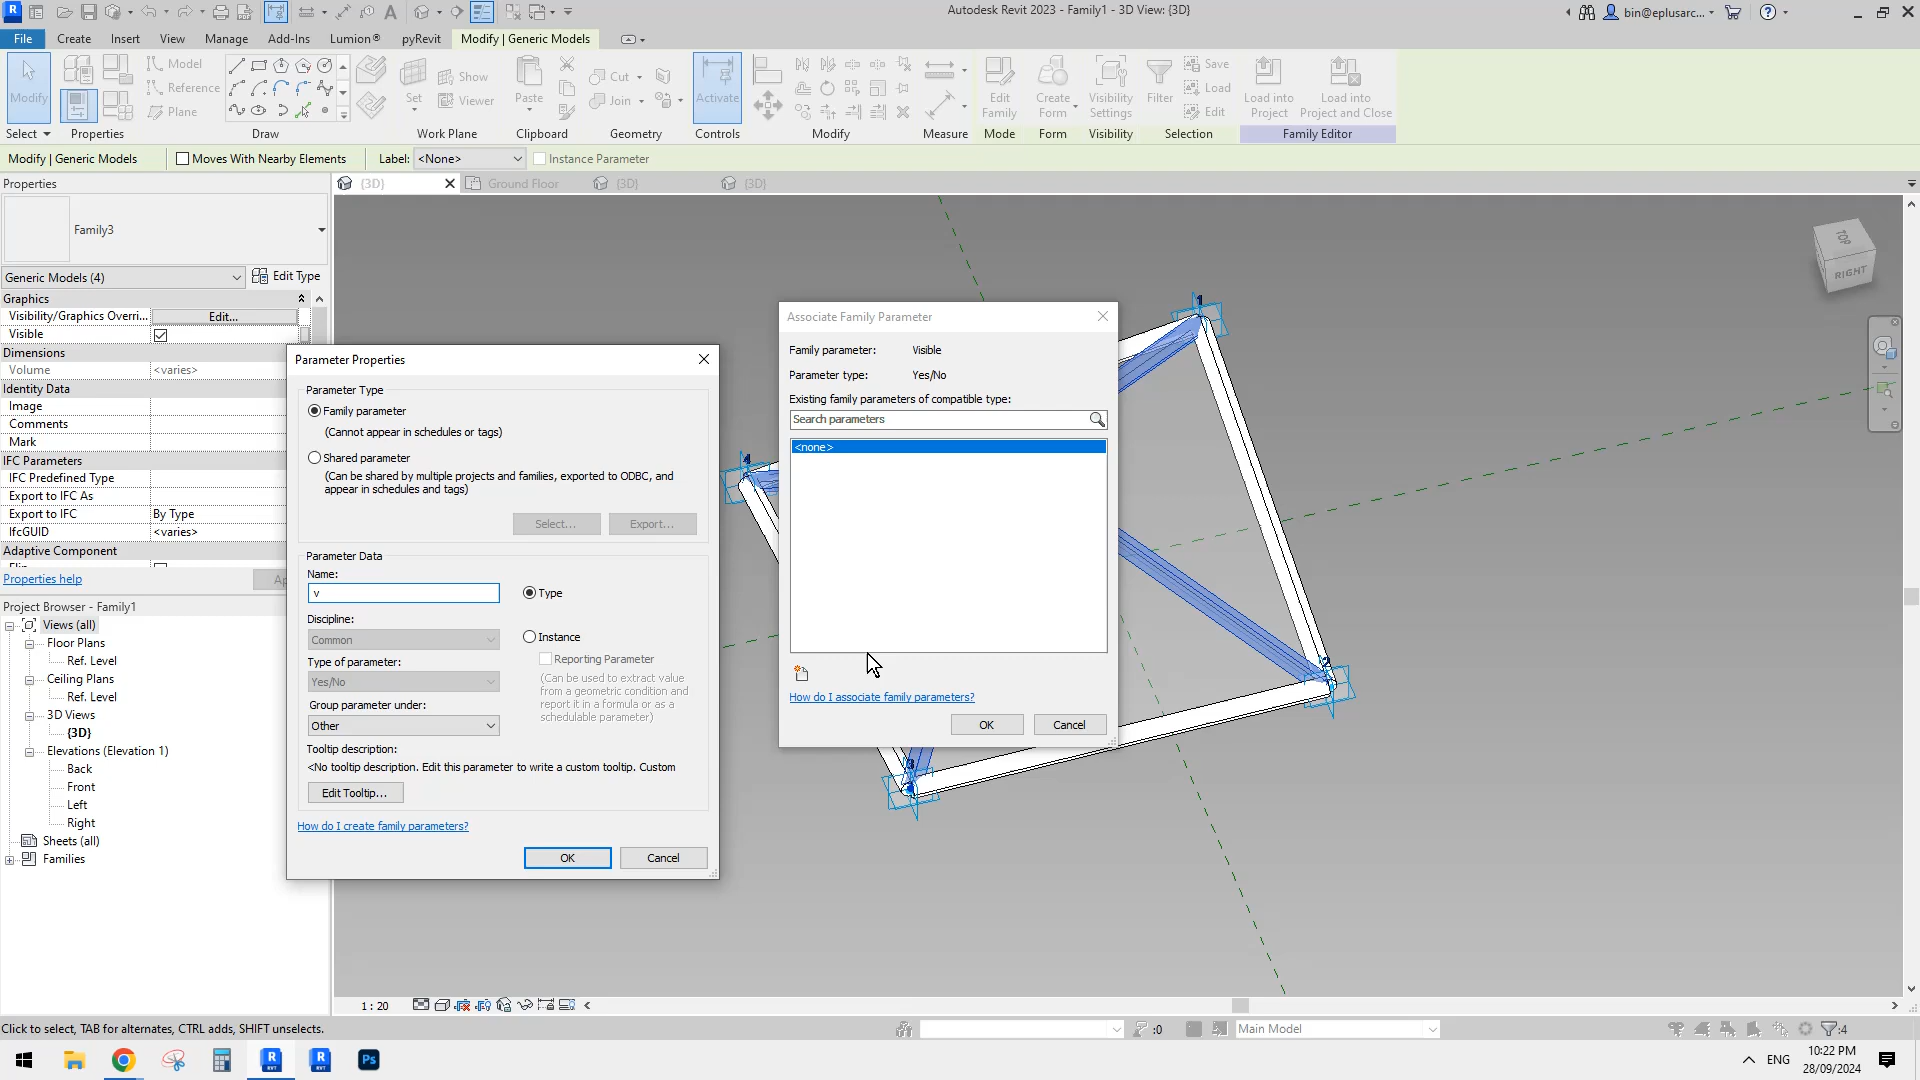 Autodesk Revit 2023 - Family1 - 3D View: {3D}
bin@eplusarc...
File
Create
Insert
View
Manage
Add-Ins
Lumion®
pyRevit
Modify | Generic Models
Modify
Model
Reference
Plane
Set
Show
Viewer
Paste
Cut
Join
Activate
Edit Family
Create Form
Visibility Settings
Filter
Save
Load
Edit
Load into Project
Load into Project and Close
Select
Properties
Draw
Work Plane
Clipboard
Geometry
Controls
Modify
Measure
Mode
Form
Visibility
Selection
Family Editor
Modify | Generic Models
Moves With Nearby Elements
Label: <None>
Instance Parameter
Properties
{3D}
Ground Floor
{3D}
{3D}
Family3
Generic Models (4)
Edit Type
Graphics
Visibility/Graphics Overri...
Edit...
Visible
Dimensions
Volume <varies>
Identity Data
Image
Comments
Mark
IFC Parameters
IFC Predefined Type
Export to IFC As
Export to IFC By Type
IfcGUID <varies>
Adaptive Component
Properties help
Project Browser - Family1
Views (all)
Floor Plans
Ref. Level
Ceiling Plans
Ref. Level
3D Views
{3D}
Elevations (Elevation 1)
Back
Front
Left
Right
Sheets (all)
Families
Parameter Properties
Parameter Type
Family parameter
(Cannot appear in schedules or tags)
Shared parameter
(Can be shared by multiple projects and families, exported to ODBC, and
appear in schedules and tags)
Select...
Export...
Parameter Data
Name:
v
Type
Discipline:
Common
Instance
Reporting Parameter
Type of parameter:
Yes/No
(Can be used to extract value
from a geometric condition and
report it in a formula or as a
schedulable parameter)
Group parameter under:
Other
Tooltip description:
<No tooltip description. Edit this parameter to write a custom tooltip. Custom
Edit Tooltip...
How do I create family parameters?
OK
Cancel
Associate Family Parameter
Family parameter: Visible
Parameter type: Yes/No
Existing family parameters of compatible type:
Search parameters
<none>
How do I associate family parameters?
OK
Cancel
1
2
3
4
TOP
RIGHT
1 : 20
Click to select, TAB for alternates, CTRL adds, SHIFT unselects.
:0
Main Model
:4
ENG
10:22 PM
28/09/2024